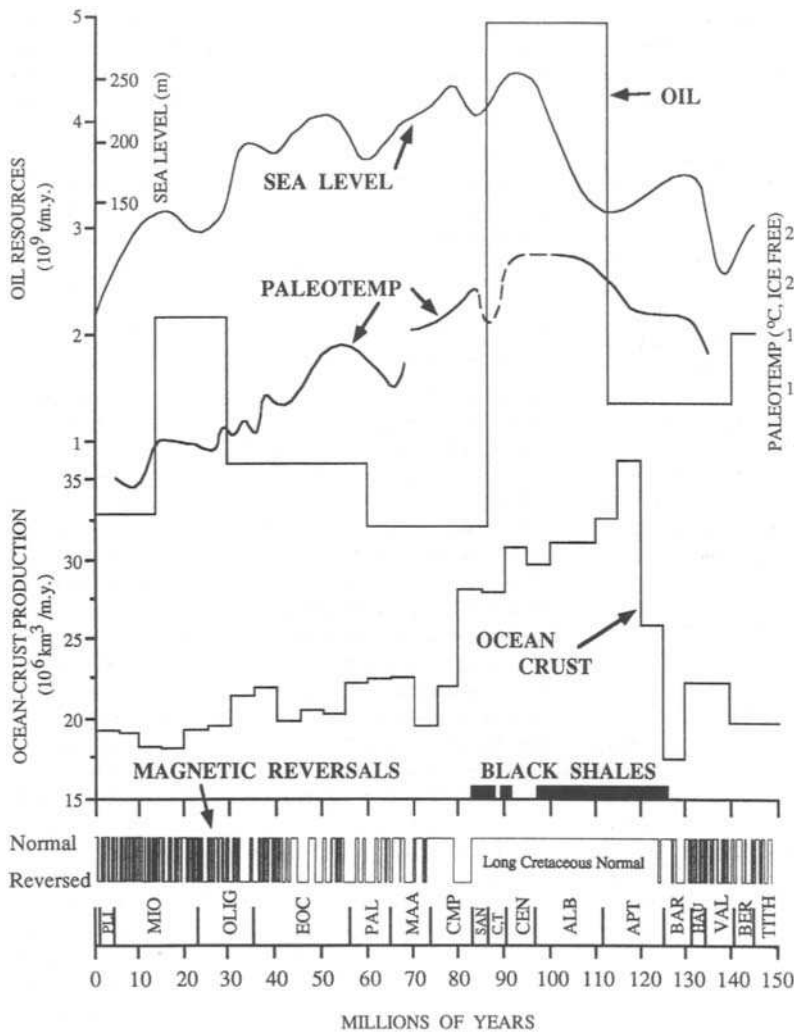 5
250
SEA LEVEL (m)
OIL
4
200
SEA LEVEL
OIL RESOURCES
(10⁹ t/m.y.)
150
3
2
2
PALEOTEMP
PALEOTEMP (°C, ICE FREE)
2
1
1
1
35
OCEAN-CRUST PRODUCTION
(10⁶ km³/m.y.)
30
25
OCEAN
CRUST
20
MAGNETIC REVERSALS
BLACK SHALES
15
Normal
Reversed
Long Cretaceous Normal
PLI MIO OLIG EOC PAL MAA CMP SAN C,T CEN ALB APT BAR HAU VAL BER TITH
0 10 20 30 40 50 60 70 80 90 100 110 120 130 140 150
MILLIONS OF YEARS